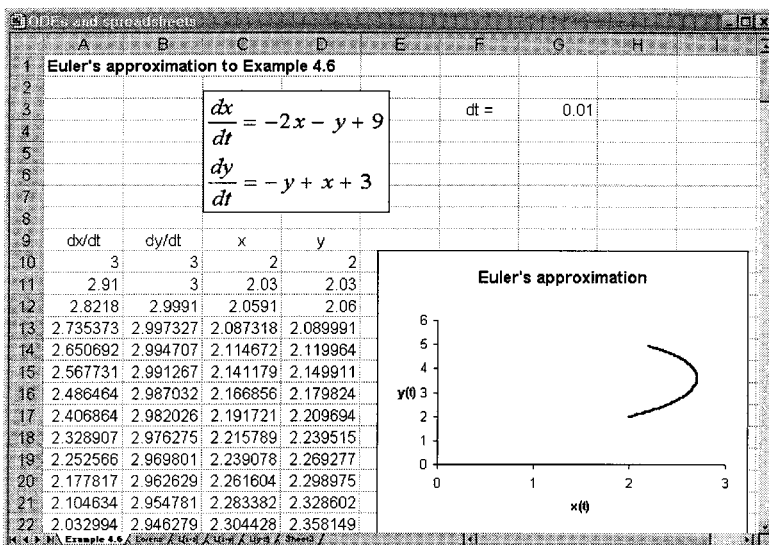 ODEs and spreadsheets
A B C D E F G H I
1 Euler's approximation to Example 4.6
2
3 dt = 0.01
4
5
6
7
8
dx/dt = -2x - y + 9
dy/dt = - y + x + 3
9 dx/dt dy/dt x y
10 3 3 2 2
11 2.91 3 2.03 2.03
12 2.8218 2.9991 2.0591 2.06
13 2.735373 2.997327 2.087318 2.089991
14 2.650692 2.994707 2.114672 2.119964
15 2.567731 2.991267 2.141179 2.149911
16 2.486464 2.987032 2.166856 2.179824
17 2.406864 2.982026 2.191721 2.209694
18 2.328907 2.976275 2.215789 2.239515
19 2.252566 2.969801 2.239078 2.269277
20 2.177817 2.962629 2.261604 2.298975
21 2.104634 2.954781 2.283382 2.328602
22 2.032994 2.946279 2.304428 2.358149
Euler's approximation
6
5
4
y(t) 3
2
1
0
0 1 2 3
x(t)
Example 4.6 Sheet3